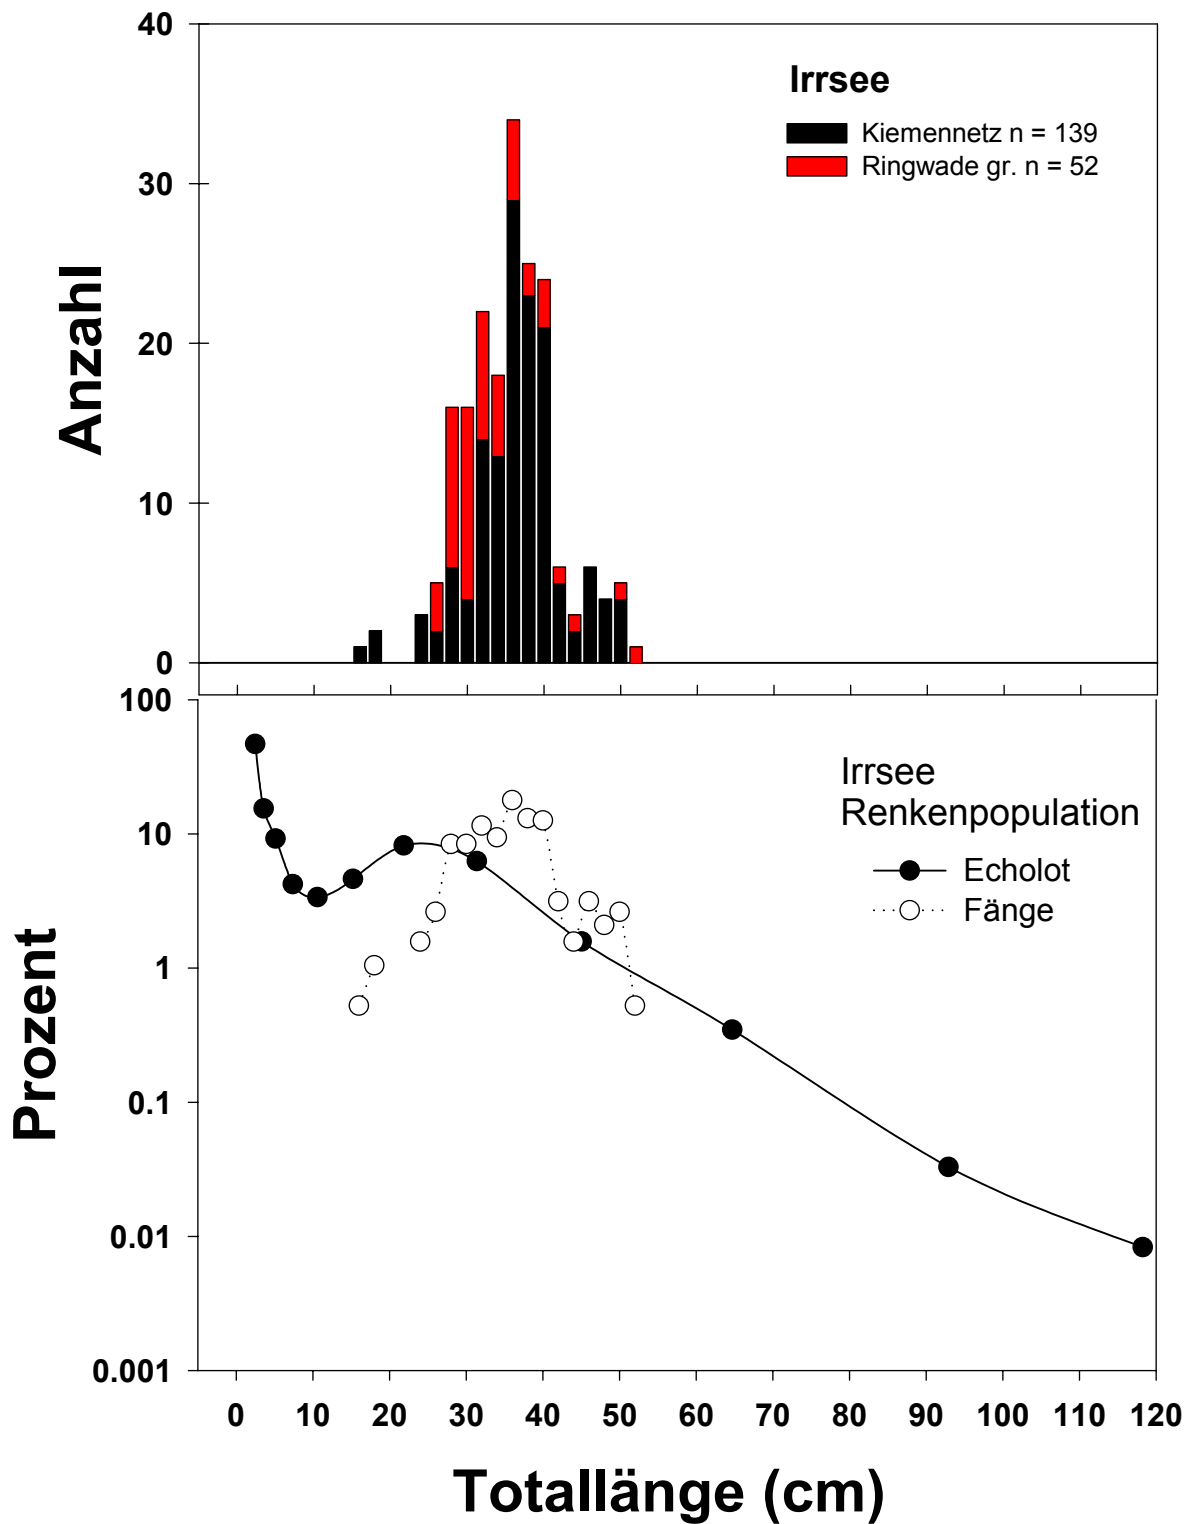 40
30
20
10
0
Anzahl
Irrsee
Kiemennetz n = 139
Ringwade gr. n = 52
100
10
1
0.1
0.01
0.001
Prozent
Irrsee
Renkenpopulation
Echolot
Fänge
0 10 20 30 40 50 60 70 80 90 100 110 120
Totallänge (cm)